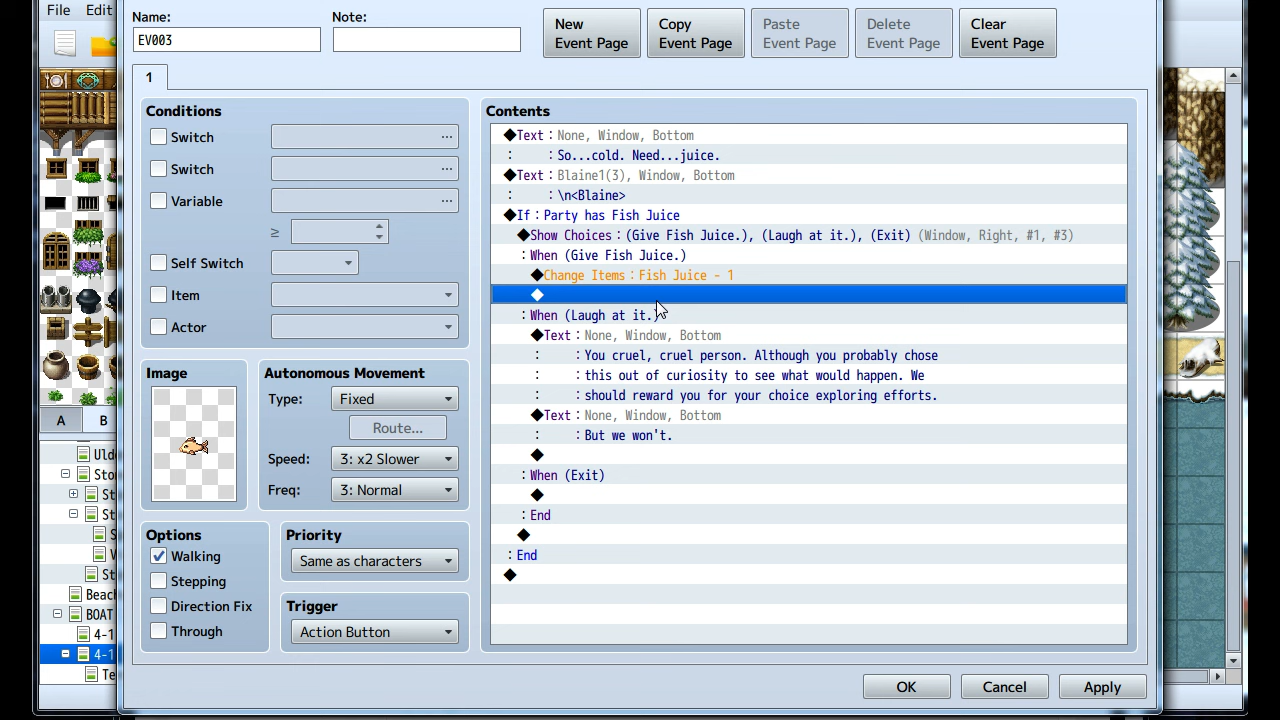 File Edit
Name:
Note:
EV003
New
Event Page
Copy
Event Page
Paste
Event Page
Delete
Event Page
Clear
Event Page
1
Conditions
Switch ...
Switch ...
Variable ...
≥
Self Switch
Item
Actor
Image
Autonomous Movement
Type: Fixed
Route...
Speed: 3: x2 Slower
Freq: 3: Normal
Options
Walking
Stepping
Direction Fix
Through
Priority
Same as characters
Trigger
Action Button
Contents
◆Text : None, Window, Bottom
: : So...cold. Need...juice.
◆Text : Blaine1(3), Window, Bottom
: : \n<Blaine>
◆If : Party has Fish Juice
◆Show Choices : (Give Fish Juice.), (Laugh at it.), (Exit) (Window, Right, #1, #3)
: When (Give Fish Juice.)
◆Change Items : Fish Juice - 1
◆
: When (Laugh at it.)
◆Text : None, Window, Bottom
: : You cruel, cruel person. Although you probably chose
: : this out of curiosity to see what would happen. We
: : should reward you for your choice exploring efforts.
◆Text : None, Window, Bottom
: : But we won't.
◆
: When (Exit)
◆
: End
◆
: End
◆
A B
Uld
Sto
St
St
S
V
St
Beac
BOAT
4-1
4-1
Te
OK
Cancel
Apply